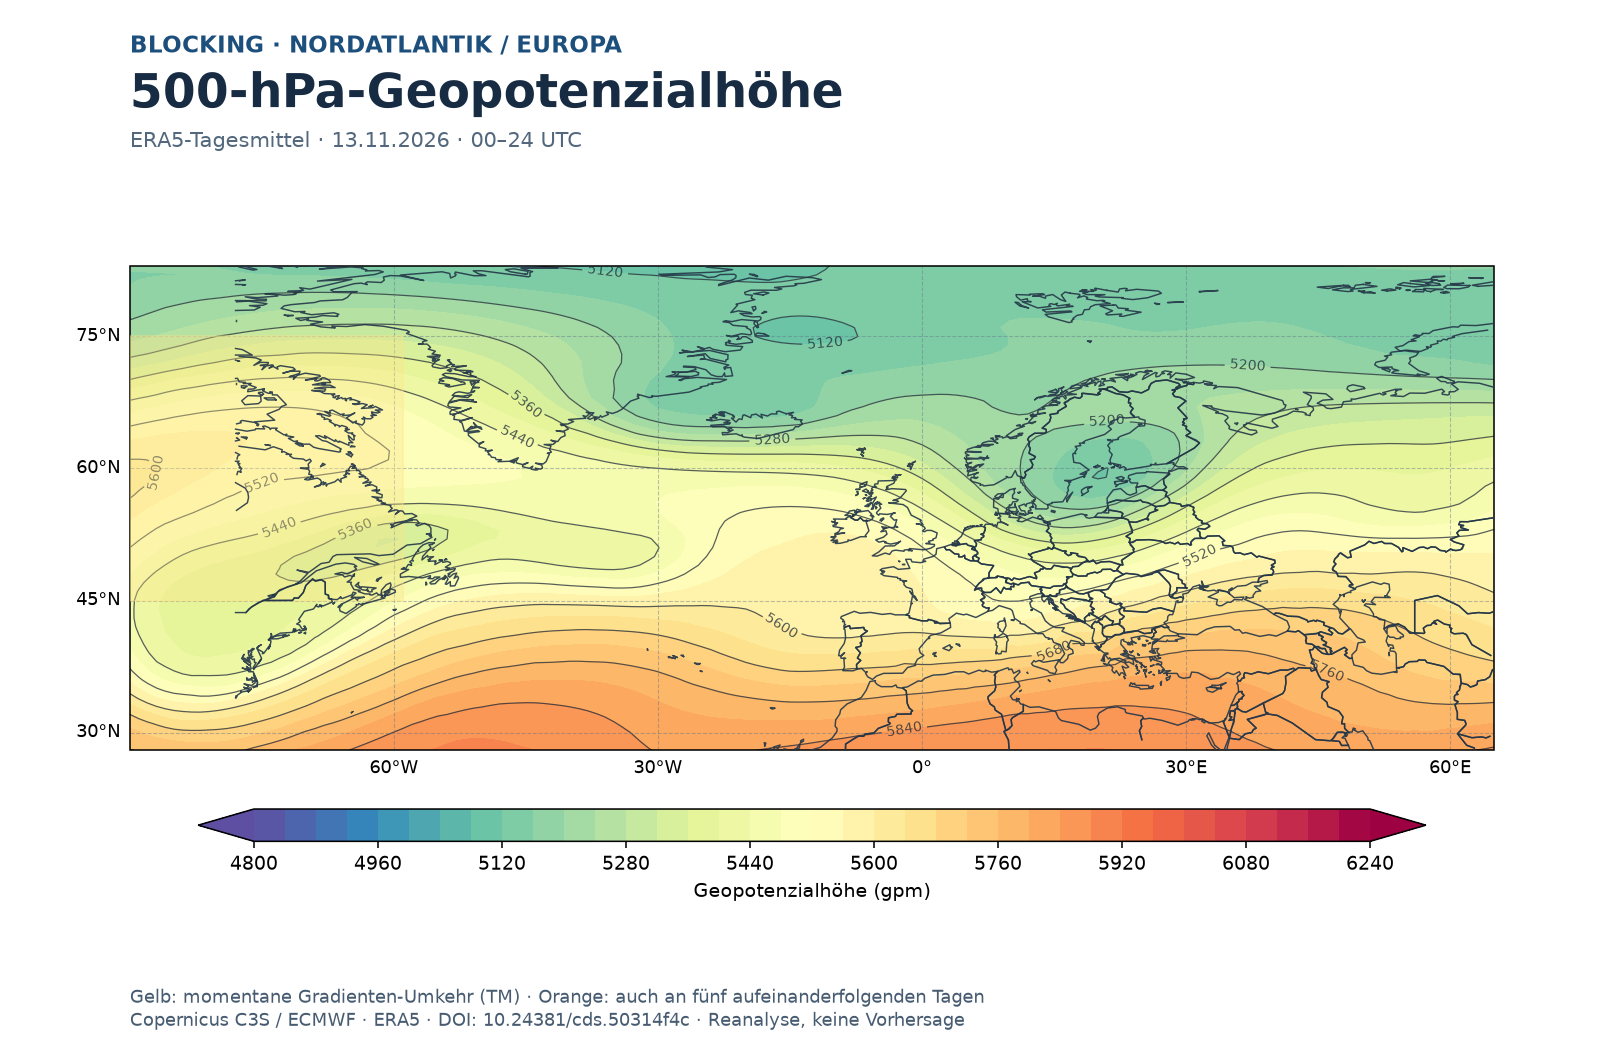 BLOCKING · NORDATLANTIK / EUROPA
500-hPa-Geopotenzialhöhe
ERA5-Tagesmittel · 13.11.2026 · 00–24 UTC
5120
5120
75°N
5200
5360
5200
5440
5280
60°N
5600
5520
5440
5360
5520
45°N
5600
5680
5760
30°N
5840
60°W 30°W 0° 30°E 60°E
4800 4960 5120 5280 5440 5600 5760 5920 6080 6240
Geopotenzialhöhe (gpm)
Gelb: momentane Gradienten-Umkehr (TM) · Orange: auch an fünf aufeinanderfolgenden Tagen
Copernicus C3S / ECMWF · ERA5 · DOI: 10.24381/cds.50314f4c · Reanalyse, keine Vorhersage